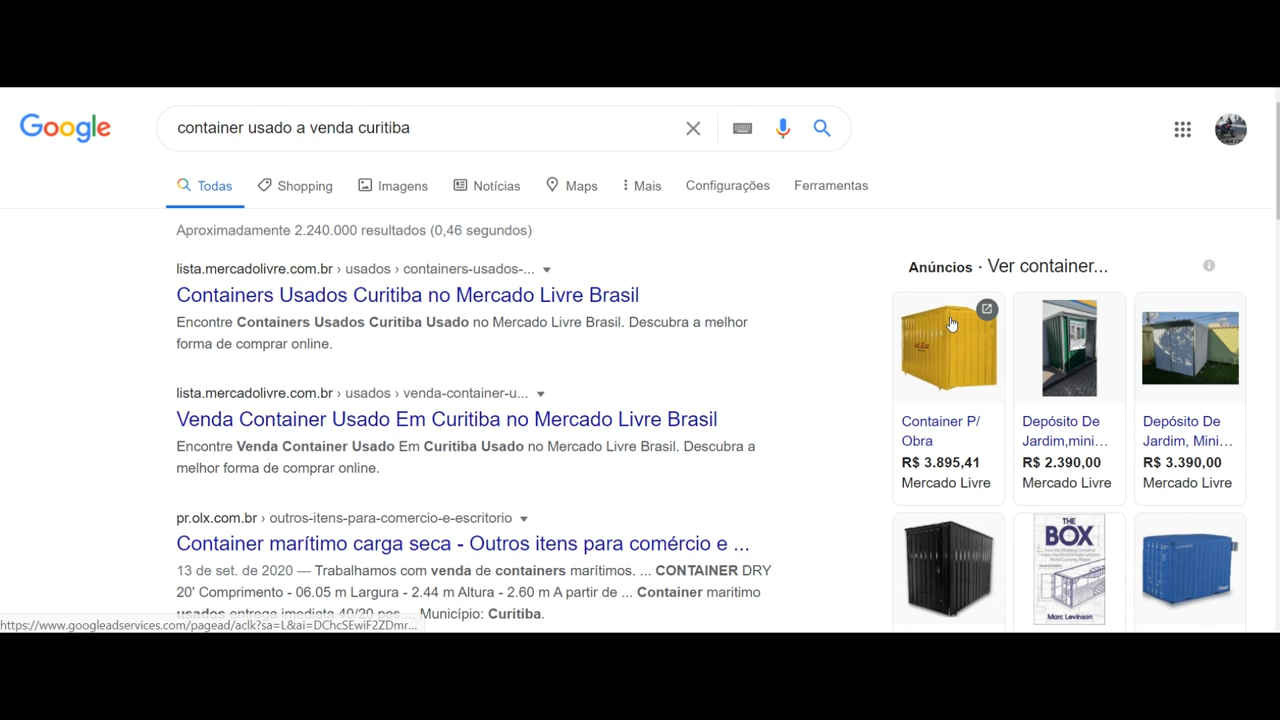 Google
container usado a venda curitiba
Todas Shopping Imagens Notícias Maps Mais Configurações Ferramentas
Aproximadamente 2.240.000 resultados (0,46 segundos)
lista.mercadolivre.com.br › usados › containers-usados-...
Containers Usados Curitiba no Mercado Livre Brasil
Encontre Containers Usados Curitiba Usado no Mercado Livre Brasil. Descubra a melhor
forma de comprar online.
lista.mercadolivre.com.br › usados › venda-container-u...
Venda Container Usado Em Curitiba no Mercado Livre Brasil
Encontre Venda Container Usado Em Curitiba Usado no Mercado Livre Brasil. Descubra a
melhor forma de comprar online.
pr.olx.com.br › outros-itens-para-comercio-e-escritorio
Container marítimo carga seca - Outros itens para comércio e ...
13 de set. de 2020 — Trabalhamos com venda de containers marítimos. ... CONTAINER DRY
20' Comprimento - 06.05 m Largura - 2.44 m Altura - 2.60 m A partir de ... Container maritimo
usados entrega imediata 40/20 pes ... Município: Curitiba.
https://www.googleadservices.com/pagead/aclk?sa=L&ai=DChcSEwiF2ZDmr...
Anúncios · Ver container...
Container P/
Obra
R$ 3.895,41
Mercado Livre
Depósito De
Jardim,mini...
R$ 2.390,00
Mercado Livre
Depósito De
Jardim, Mini...
R$ 3.390,00
Mercado Livre
THE
BOX
Marc Levinson